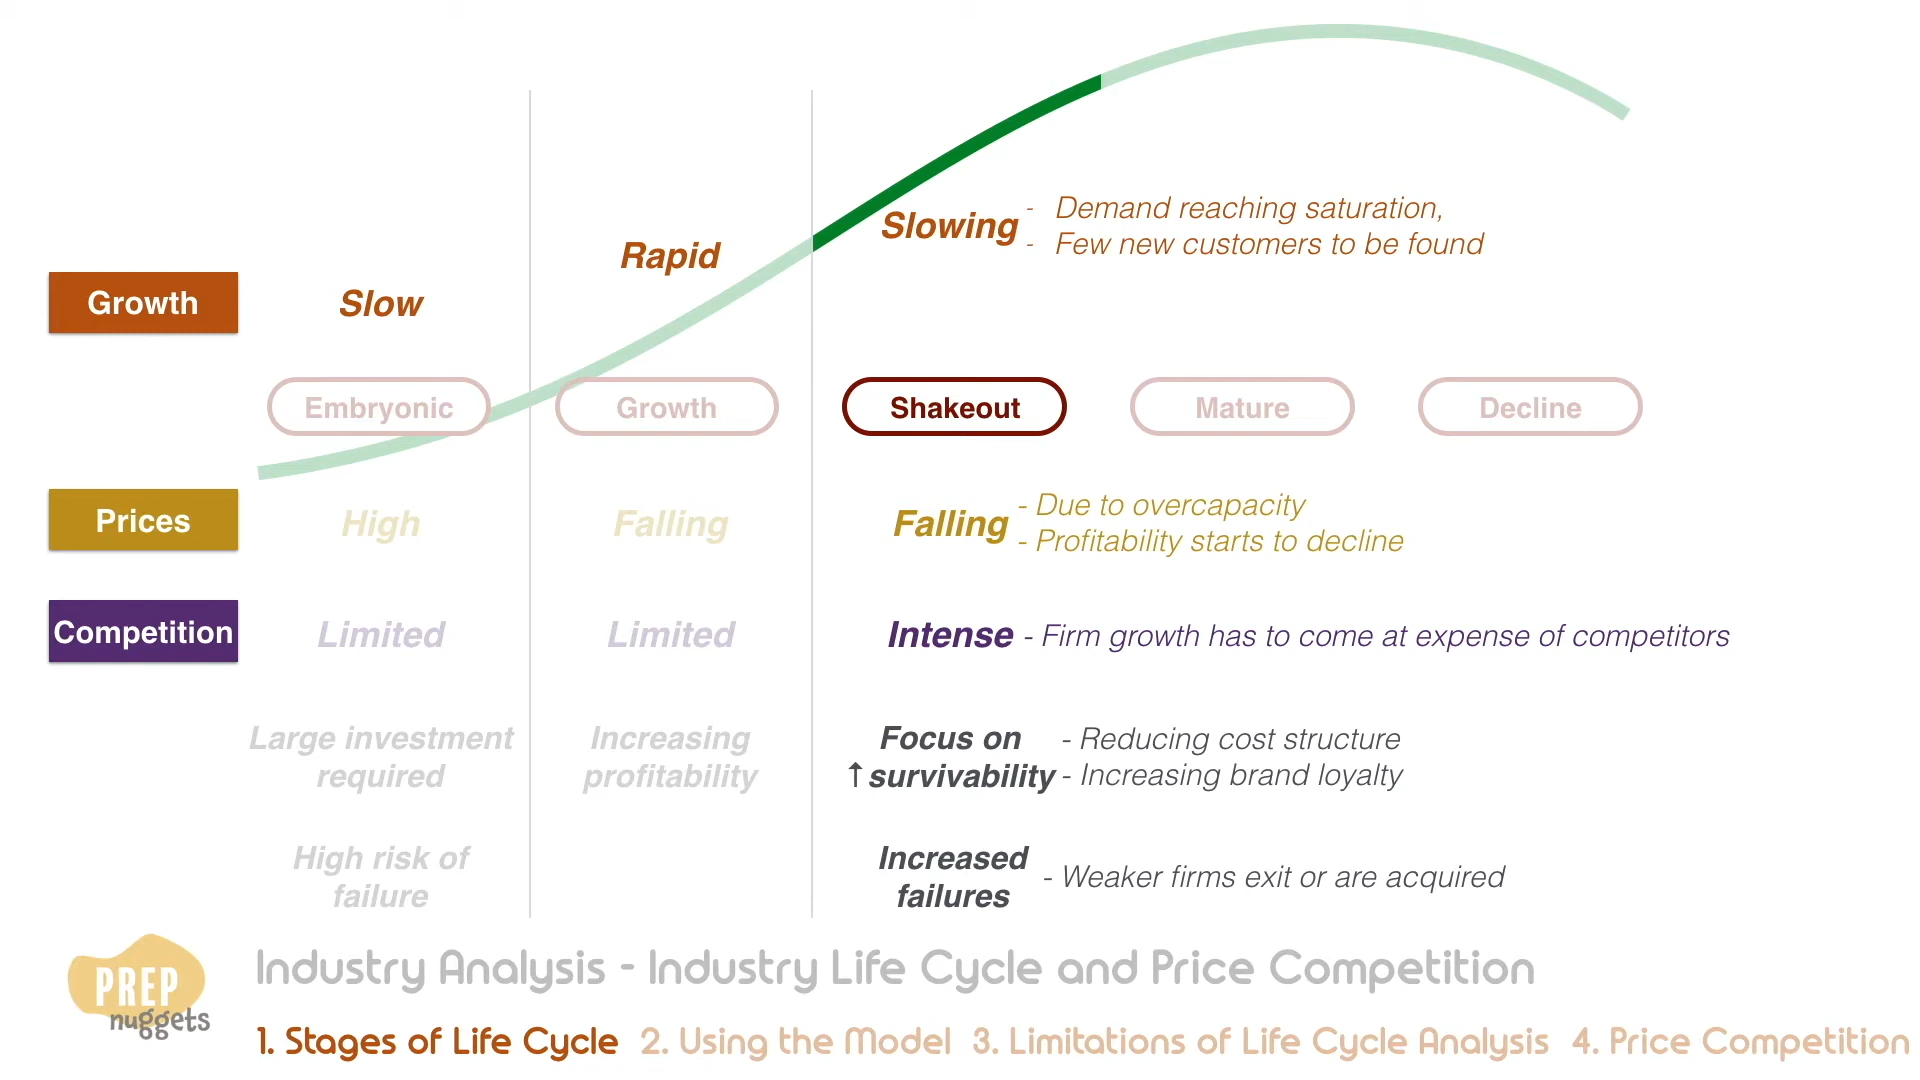 Growth
Slow
Rapid
Slowing
- Demand reaching saturation,
- Few new customers to be found
Embryonic
Growth
Shakeout
Mature
Decline
Prices
High
Falling
Falling
- Due to overcapacity
- Profitability starts to decline
Competition
Limited
Limited
Intense - Firm growth has to come at expense of competitors
Large investment
required
Increasing
profitability
Focus on
↑ survivability
- Reducing cost structure
- Increasing brand loyalty
High risk of
failure
Increased
failures
- Weaker firms exit or are acquired
PREP
nuggets
Industry Analysis - Industry Life Cycle and Price Competition
1. Stages of Life Cycle 2. Using the Model 3. Limitations of Life Cycle Analysis 4. Price Competition